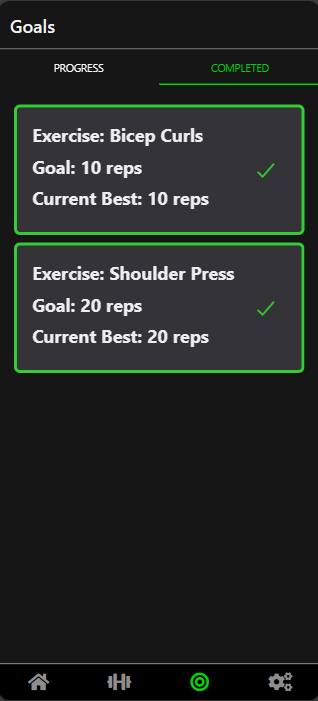 Goals
PROGRESS
COMPLETED
Exercise: Bicep Curls
Goal: 10 reps
Current Best: 10 reps
Exercise: Shoulder Press
Goal: 20 reps
Current Best: 20 reps